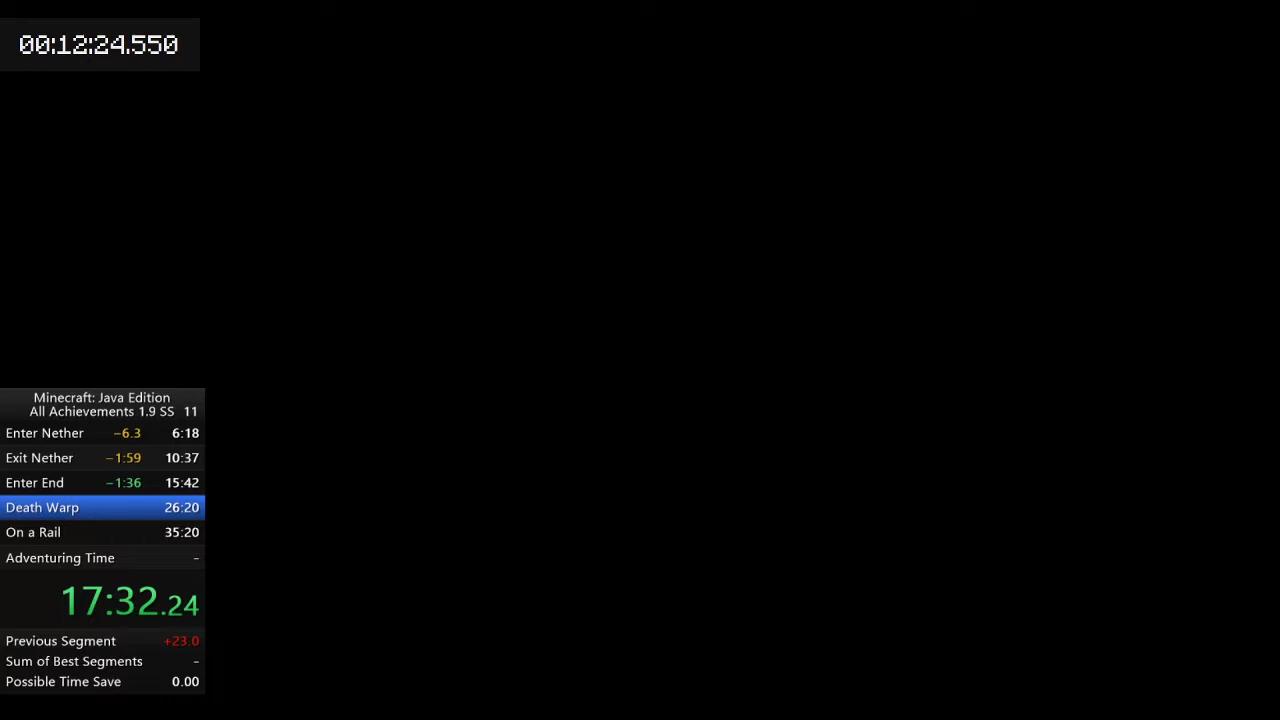 00:12:24.550
Minecraft: Java Edition
All Achievements 1.9 SS 11
Enter Nether -6.3 6:18
Exit Nether -1:59 10:37
Enter End -1:36 15:42
Death Warp 26:20
On a Rail 35:20
Adventuring Time -
17:32.24
Previous Segment +23.0
Sum of Best Segments -
Possible Time Save 0.00